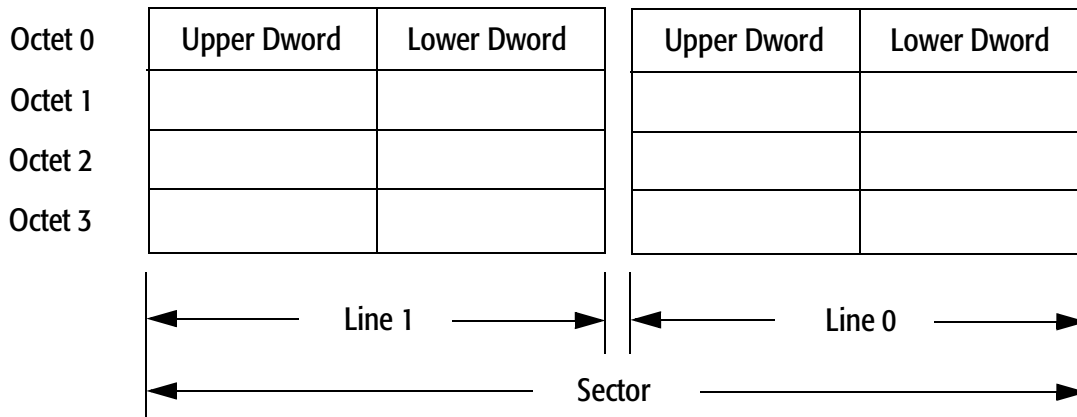 Octet 0 Upper Dword Lower Dword Upper Dword Lower Dword
Octet 1
Octet 2
Octet 3
Line 1 Line 0
Sector